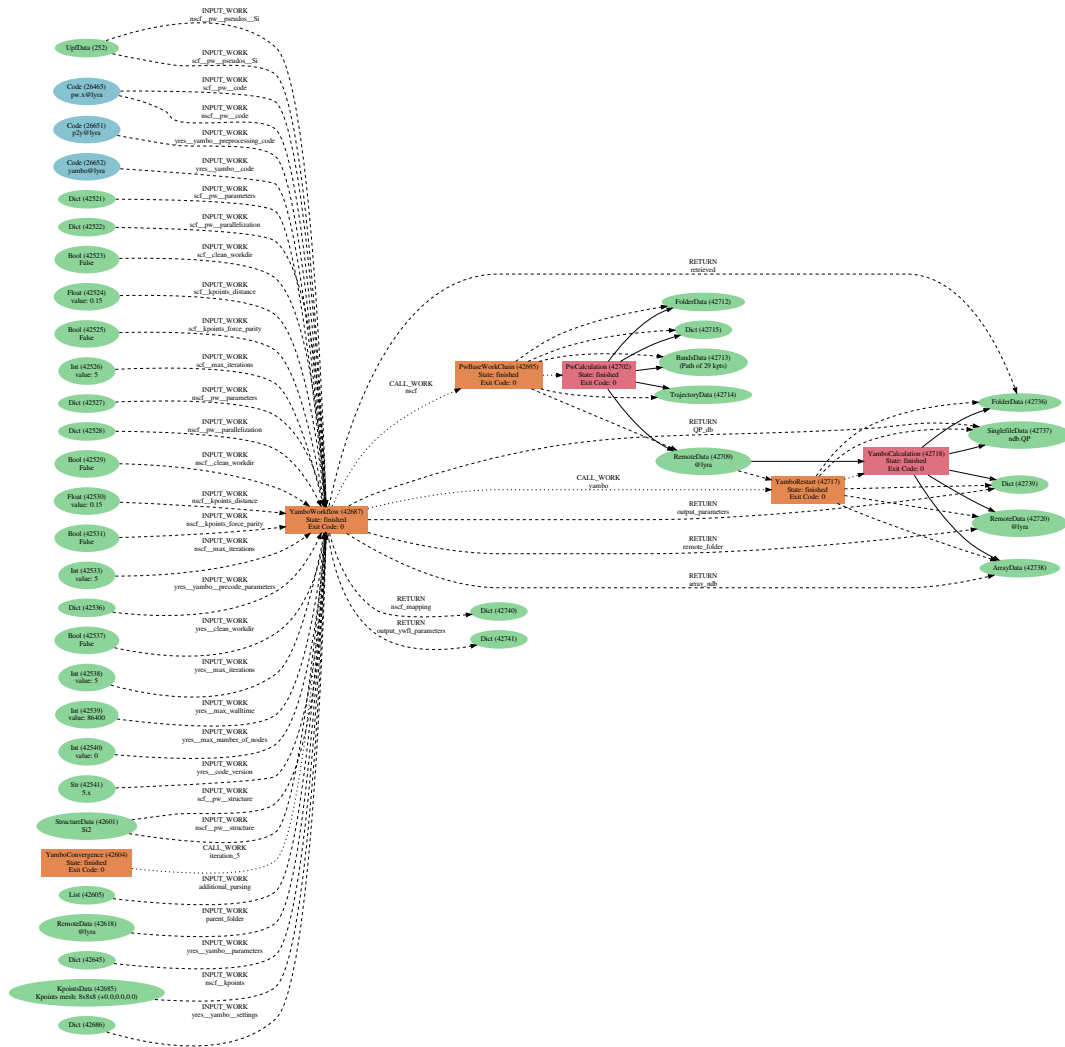 INPUT_WORK
nscf__pw__pseudos__Si
UpfData (252)
INPUT_WORK
scf__pw__pseudos__Si
Code (26465)
pw.x@lyra
INPUT_WORK
scf__pw__code
INPUT_WORK
nscf__pw__code
Code (26651)
p2y@lyra
INPUT_WORK
yres__yambo__preprocessing_code
Code (26652)
yambo@lyra
INPUT_WORK
yres__yambo__code
Dict (42521)
INPUT_WORK
scf__pw__parameters
Dict (42522)
INPUT_WORK
scf__pw__parallelization
Bool (42523)
False
INPUT_WORK
scf__clean_workdir
Float (42524)
value: 0.15
INPUT_WORK
scf__kpoints_distance
Bool (42525)
False
INPUT_WORK
scf__kpoints_force_parity
Int (42526)
value: 5
INPUT_WORK
scf__max_iterations
Dict (42527)
INPUT_WORK
nscf__pw__parameters
Dict (42528)
INPUT_WORK
nscf__pw__parallelization
Bool (42529)
False
INPUT_WORK
nscf__clean_workdir
Float (42530)
value: 0.15
INPUT_WORK
nscf__kpoints_distance
Bool (42531)
False
INPUT_WORK
nscf__kpoints_force_parity
Int (42533)
value: 5
INPUT_WORK
nscf__max_iterations
Dict (42536)
INPUT_WORK
yres__yambo__precode_parameters
Bool (42537)
False
INPUT_WORK
yres__clean_workdir
Int (42538)
value: 5
INPUT_WORK
yres__max_iterations
Int (42539)
value: 86400
INPUT_WORK
yres__max_walltime
Int (42540)
value: 0
INPUT_WORK
yres__max_number_of_nodes
Str (42541)
5.x
INPUT_WORK
yres__code_version
StructureData (42601)
Si2
INPUT_WORK
scf__pw__structure
INPUT_WORK
nscf__pw__structure
YamboConvergence (42604)
State: finished
Exit Code: 0
CALL_WORK
iteration_5
List (42605)
INPUT_WORK
additional_parsing
RemoteData (42618)
@lyra
INPUT_WORK
parent_folder
Dict (42645)
INPUT_WORK
yres__yambo__parameters
KpointsData (42685)
Kpoints mesh: 8x8x8 (+0.0,0.0,0.0)
INPUT_WORK
nscf__kpoints
Dict (42686)
INPUT_WORK
yres__yambo__settings
YamboWorkflow (42687)
State: finished
Exit Code: 0
CALL_WORK
nscf
PwBaseWorkChain (42695)
State: finished
Exit Code: 0
PwCalculation (42702)
State: finished
Exit Code: 0
RETURN
retrieved
FolderData (42712)
Dict (42715)
BandsData (42713)
(Path of 29 kpts)
TrajectoryData (42714)
RETURN
QP_db
RemoteData (42709)
@lyra
CALL_WORK
yambo
YamboRestart (42717)
State: finished
Exit Code: 0
YamboCalculation (42718)
State: finished
Exit Code: 0
RETURN
output_parameters
RETURN
remote_folder
RETURN
array_ndb
FolderData (42736)
SinglefileData (42737)
ndb.QP
Dict (42739)
RemoteData (42720)
@lyra
ArrayData (42738)
RETURN
nscf_mapping
Dict (42740)
RETURN
output_ywfl_parameters
Dict (42741)